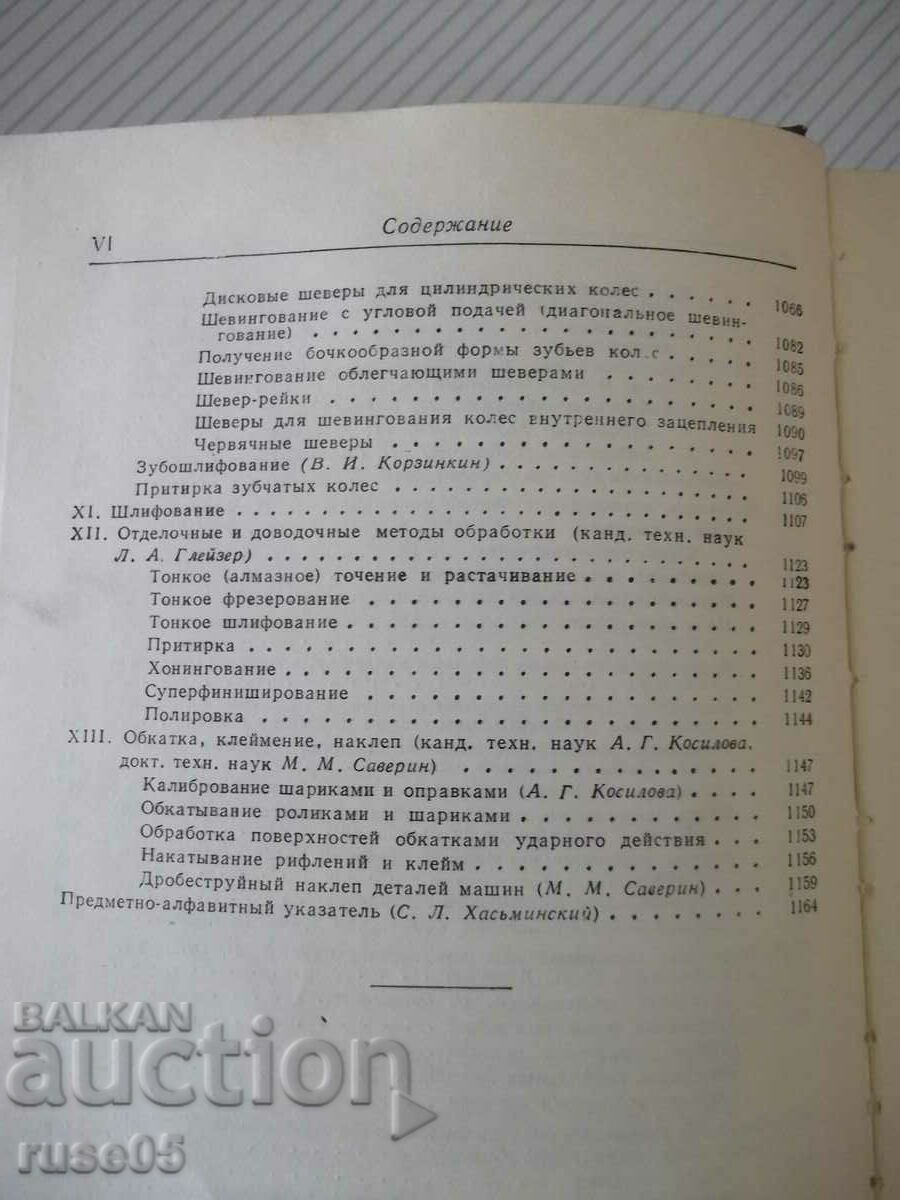 VI
Содержание
Дисковые шеверы для цилиндрических колес . . . . . . 1066
Шевингование с угловой подачей (диагональное шевин-
гование) . . . . . . . . . . . . . . . . . 1082
Получение бочкообразной формы зубьев кол с . . . . . 1085
Шевингование облегчающими шеверами . . . . . . . 1086
Шевер-рейки . . . . . . . . . . . . . . . . 1089
Шеверы для шевингования колес внутреннего зацепления 1090
Червячные шеверы . . . . . . . . . . . . . . 1097
Зубошлифование (В. И. Корзинкин) . . . . . . . . . . 1099
Притирка зубчатых колес . . . . . . . . . . . . . . 1106
XI. Шлифование . . . . . . . . . . . . . . . . . . . 1107
XII. Отделочные и доводочные методы обработки (канд. техн. наук
Л. А. Глейзер) . . . . . . . . . . . . . . . . . . 1123
Тонкое (алмазное) точение и растачивание . . . . . . . . 1123
Тонкое фрезерование . . . . . . . . . . . . . . . 1127
Тонкое шлифование . . . . . . . . . . . . . . . . 1129
Притирка . . . . . . . . . . . . . . . . . . . . 1130
Хонингование . . . . . . . . . . . . . . . . . . 1136
Суперфиниширование . . . . . . . . . . . . . . . 1142
Полировка . . . . . . . . . . . . . . . . . . . 1144
XIII. Обкатка, клеймение, наклеп (канд. техн. наук А. Г. Косилова,
докт. техн. наук М. М. Саверин) . . . . . . . . . . . 1147
Калибрование шариками и оправками (А. Г. Косилова) . . . . 1147
Обкатывание роликами и шариками . . . . . . . . . . 1150
Обработка поверхностей обкатками ударного действия . . . 1153
Накатывание рифлений и клейм . . . . . . . . . . . . 1156
Дробеструйный наклеп деталей машин (М. М. Саверин) . . . 1159
Предметно-алфавитный указатель (С. Л. Хасьминский) . . . . . . . . 1164
BALKAN
auction
ruse05